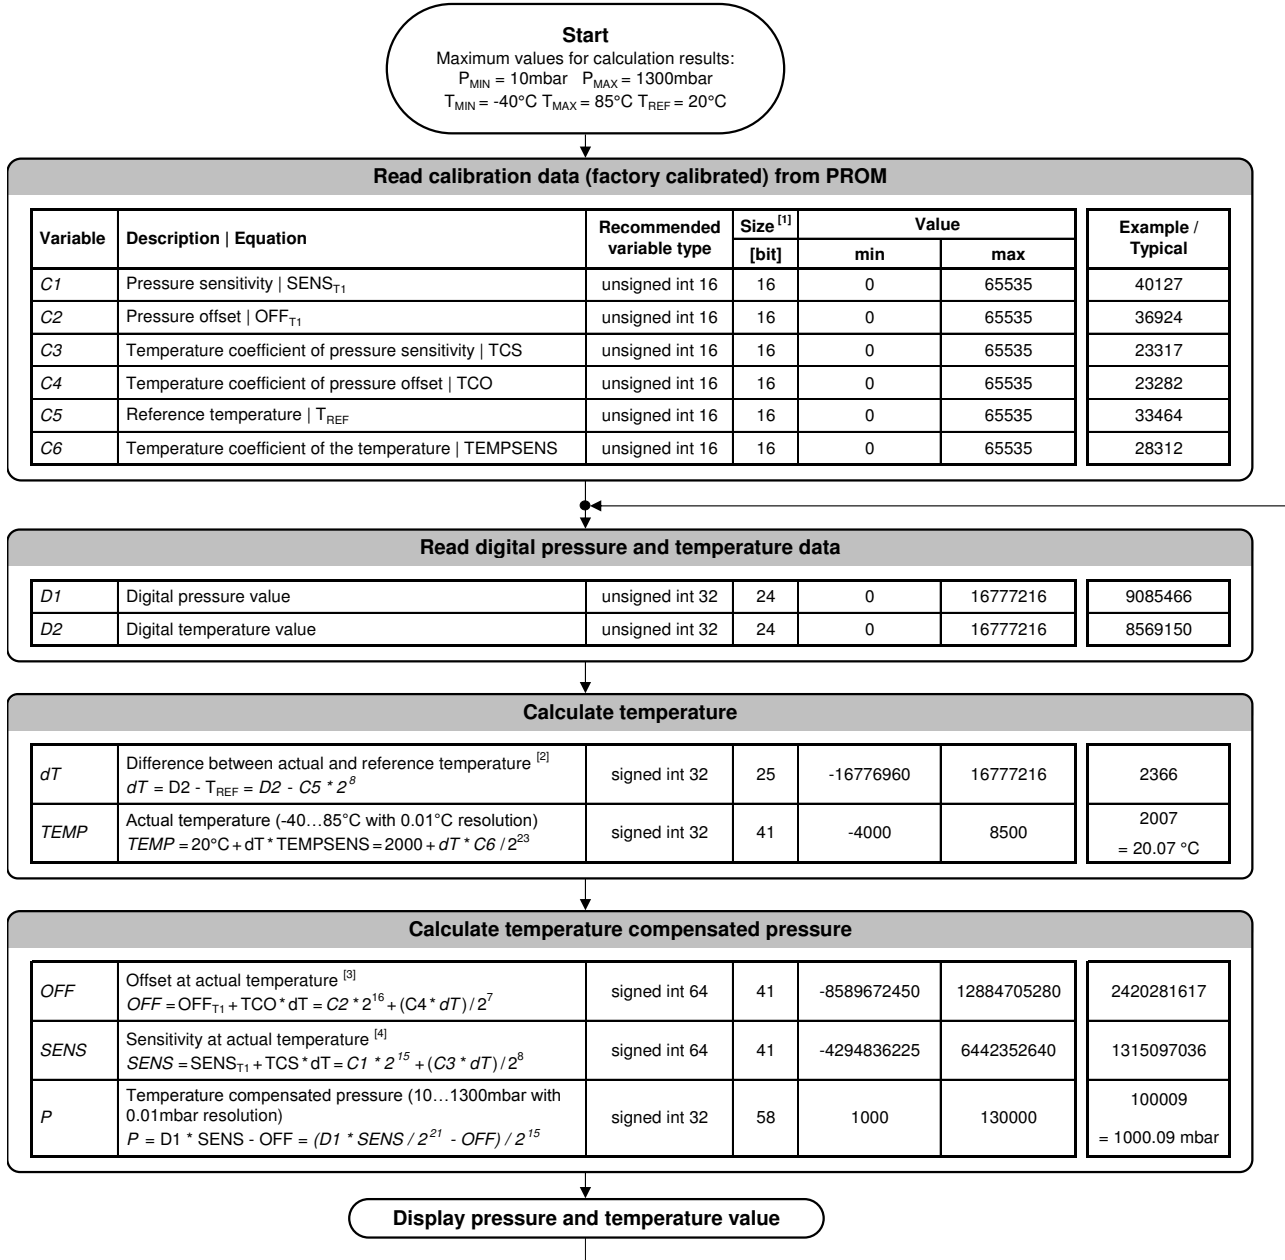 Start
Maximum values for calculation results:
P_MIN = 10mbar P_MAX = 1300mbar
T_MIN = -40°C T_MAX = 85°C T_REF = 20°C
Read calibration data (factory calibrated) from PROM
Variable Description | Equation Recommended variable type Size [1] [bit] Value min max Example / Typical
C1 Pressure sensitivity | SENS_T1 unsigned int 16 16 0 65535 40127
C2 Pressure offset | OFF_T1 unsigned int 16 16 0 65535 36924
C3 Temperature coefficient of pressure sensitivity | TCS unsigned int 16 16 0 65535 23317
C4 Temperature coefficient of pressure offset | TCO unsigned int 16 16 0 65535 23282
C5 Reference temperature | T_REF unsigned int 16 16 0 65535 33464
C6 Temperature coefficient of the temperature | TEMPSENS unsigned int 16 16 0 65535 28312
Read digital pressure and temperature data
D1 Digital pressure value unsigned int 32 24 0 16777216 9085466
D2 Digital temperature value unsigned int 32 24 0 16777216 8569150
Calculate temperature
dT Difference between actual and reference temperature [2]
dT = D2 - T_REF = D2 - C5 * 2^8 signed int 32 25 -16776960 16777216 2366
TEMP Actual temperature (-40…85°C with 0.01°C resolution)
TEMP = 20°C + dT * TEMPSENS = 2000 + dT * C6 / 2^23 signed int 32 41 -4000 8500 2007
= 20.07 °C
Calculate temperature compensated pressure
OFF Offset at actual temperature [3]
OFF = OFF_T1 + TCO * dT = C2 * 2^16 + (C4 * dT) / 2^7 signed int 64 41 -8589672450 12884705280 2420281617
SENS Sensitivity at actual temperature [4]
SENS = SENS_T1 + TCS * dT = C1 * 2^15 + (C3 * dT) / 2^8 signed int 64 41 -4294836225 6442352640 1315097036
P Temperature compensated pressure (10…1300mbar with
0.01mbar resolution)
P = D1 * SENS - OFF = (D1 * SENS / 2^21 - OFF) / 2^15 signed int 32 58 1000 130000 100009
= 1000.09 mbar
Display pressure and temperature value